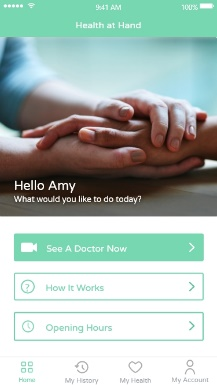 9:41 AM 100%
Health at Hand
Hello Amy
What would you like to do today?
See A Doctor Now
? How It Works
Opening Hours
Home My History My Health My Account